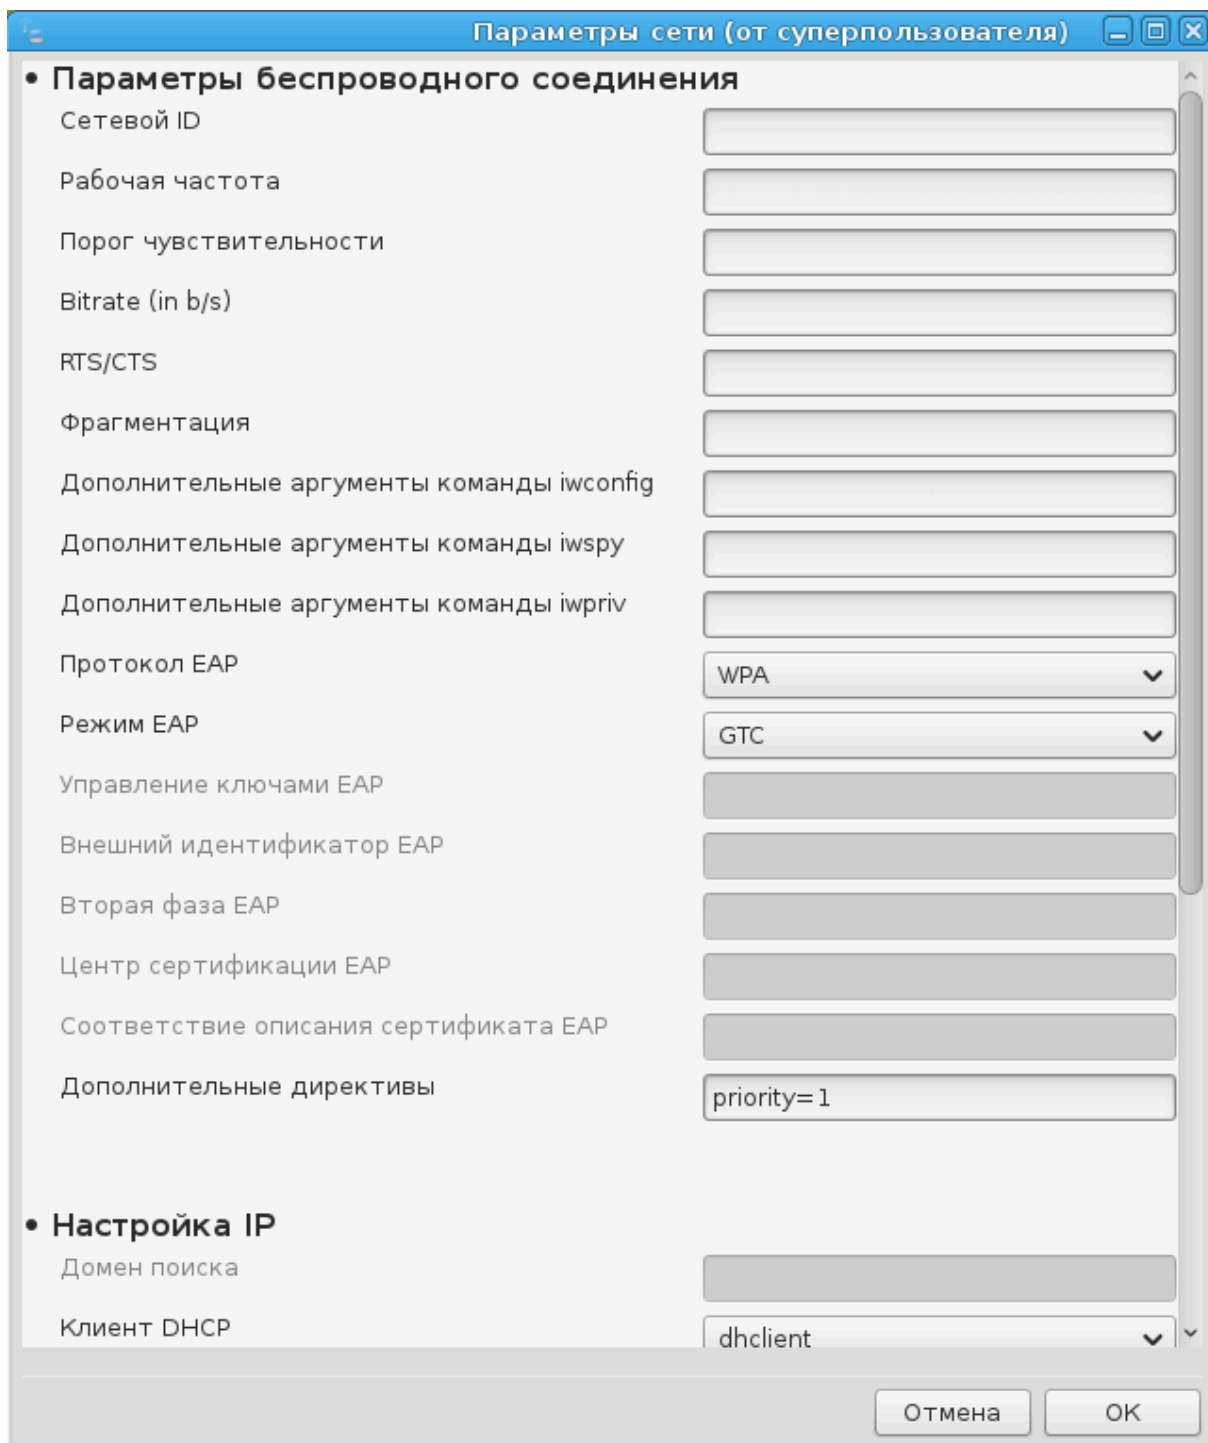 Параметры сети (от суперпользователя)
• Параметры беспроводного соединения
Сетевой ID
Рабочая частота
Порог чувствительности
Bitrate (in b/s)
RTS/CTS
Фрагментация
Дополнительные аргументы команды iwconfig
Дополнительные аргументы команды iwspy
Дополнительные аргументы команды iwpriv
Протокол EAP WPA
Режим EAP GTC
Управление ключами EAP
Внешний идентификатор EAP
Вторая фаза EAP
Центр сертификации EAP
Соответствие описания сертификата EAP
Дополнительные директивы priority=1
• Настройка IP
Домен поиска
Клиент DHCP dhclient
Отмена OK